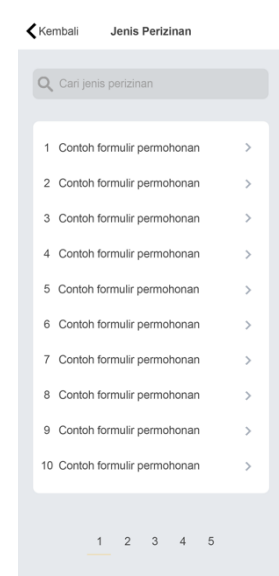 Kembali Jenis Perizinan
Cari jenis perizinan
1 Contoh formulir permohonan
2 Contoh formulir permohonan
3 Contoh formulir permohonan
4 Contoh formulir permohonan
5 Contoh formulir permohonan
6 Contoh formulir permohonan
7 Contoh formulir permohonan
8 Contoh formulir permohonan
9 Contoh formulir permohonan
10 Contoh formulir permohonan
1 2 3 4 5